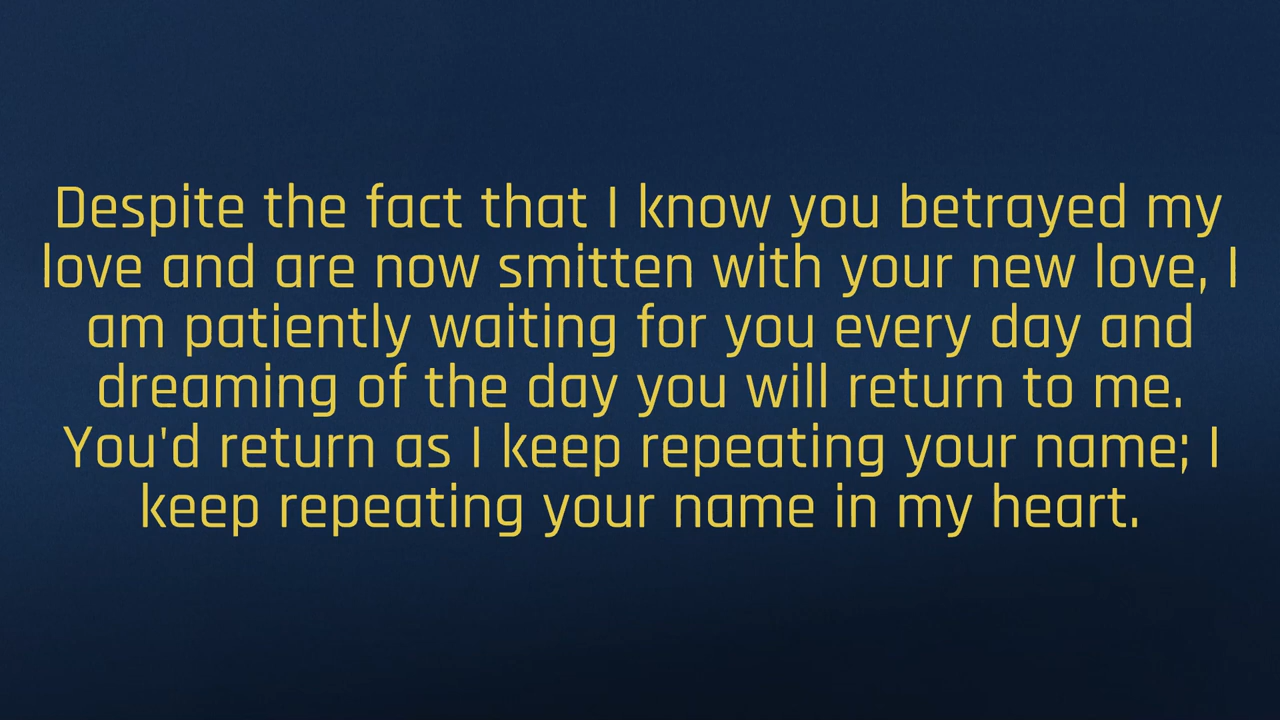 Despite the fact that I know you betrayed my
love and are now smitten with your new love, I
am patiently waiting for you every day and
dreaming of the day you will return to me.
You'd return as I keep repeating your name; I
keep repeating your name in my heart.